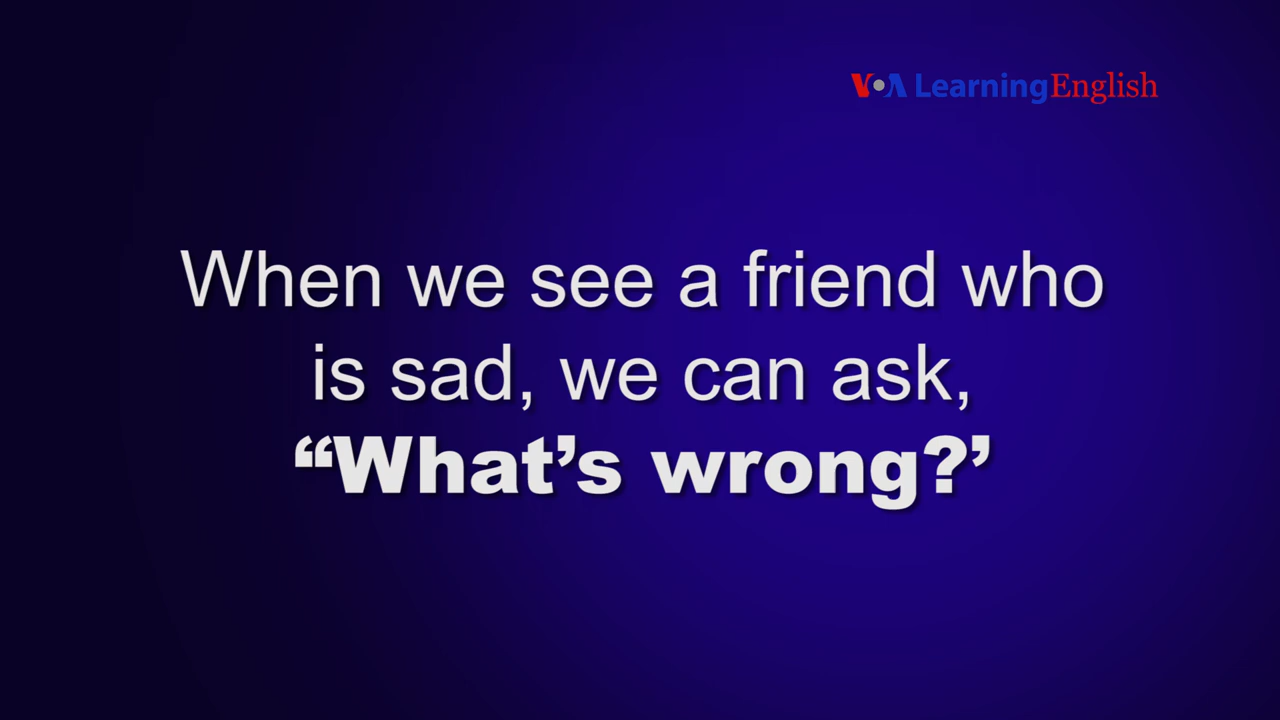 VOA LearningEnglish
When we see a friend who
is sad, we can ask,
“What’s wrong?’